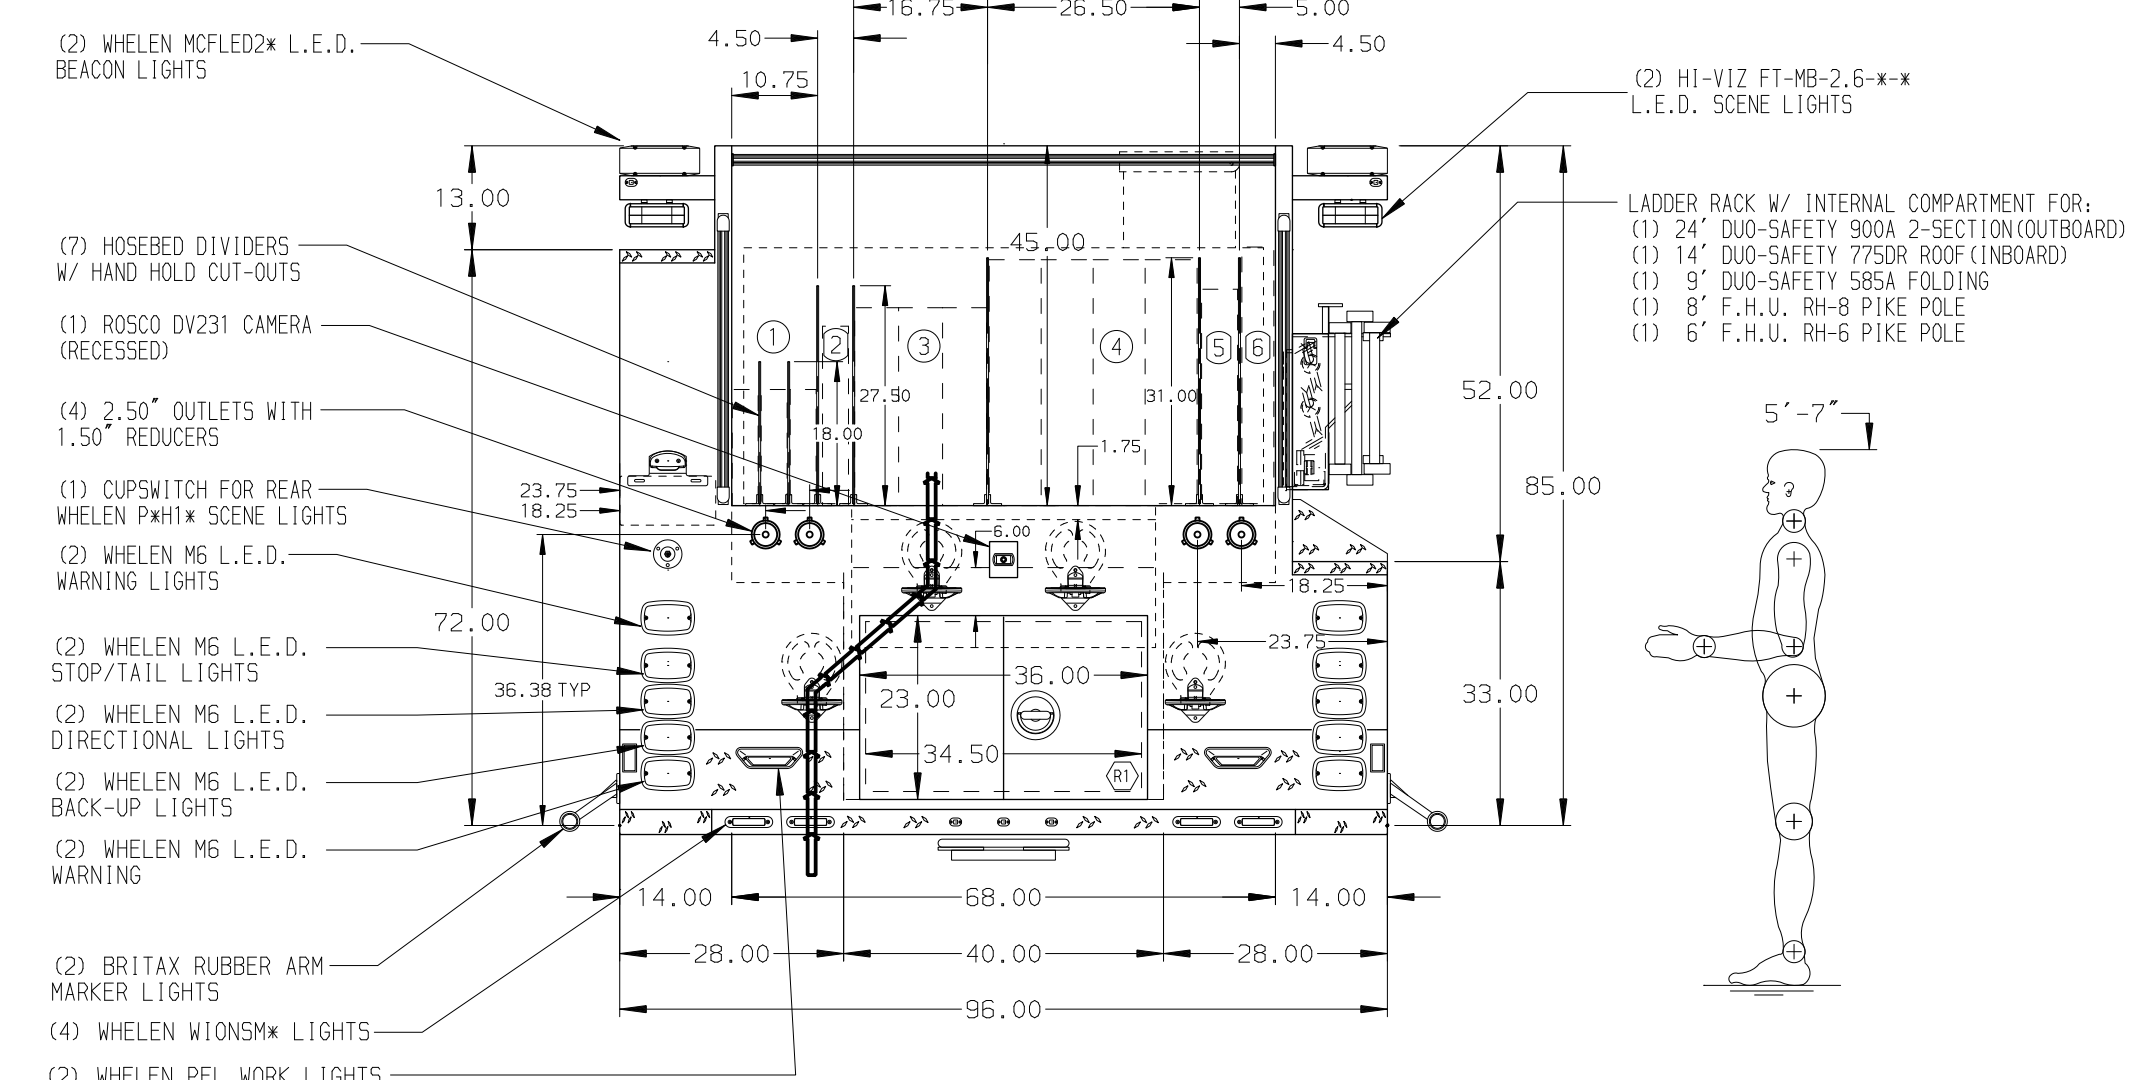 (2) WHELEN MCFLED2* L.E.D.
BEACON LIGHTS
(7) HOSEBED DIVIDERS
W/ HAND HOLD CUT-OUTS
(1) ROSCO DV231 CAMERA
(RECESSED)
(4) 2.50" OUTLETS WITH
1.50" REDUCERS
(1) CUPSWITCH FOR REAR
WHELEN P*H1* SCENE LIGHTS
(2) WHELEN M6 L.E.D.
WARNING LIGHTS
(2) WHELEN M6 L.E.D.
STOP/TAIL LIGHTS
(2) WHELEN M6 L.E.D.
DIRECTIONAL LIGHTS
(2) WHELEN M6 L.E.D.
BACK-UP LIGHTS
(2) WHELEN M6 L.E.D.
WARNING
(2) BRITAX RUBBER ARM
MARKER LIGHTS
(4) WHELEN WIONSM* LIGHTS
(2) WHELEN PEL WORK LIGHTS
16.75
26.50
5.00
4.50
4.50
10.75
13.00
45.00
1
2
3
4
5
6
27.50
31.00
18.00
1.75
23.75
18.25
6.00
18.25
23.75
72.00
36.38 TYP
36.00
23.00
34.50
R1
52.00
85.00
33.00
14.00
68.00
14.00
28.00
40.00
28.00
96.00
(2) HI-VIZ FT-MB-2.6-*-*
L.E.D. SCENE LIGHTS
LADDER RACK W/ INTERNAL COMPARTMENT FOR:
(1) 24' DUO-SAFETY 900A 2-SECTION(OUTBOARD)
(1) 14' DUO-SAFETY 775DR ROOF(INBOARD)
(1) 9' DUO-SAFETY 585A FOLDING
(1) 8' F.H.U. RH-8 PIKE POLE
(1) 6' F.H.U. RH-6 PIKE POLE
5'-7"